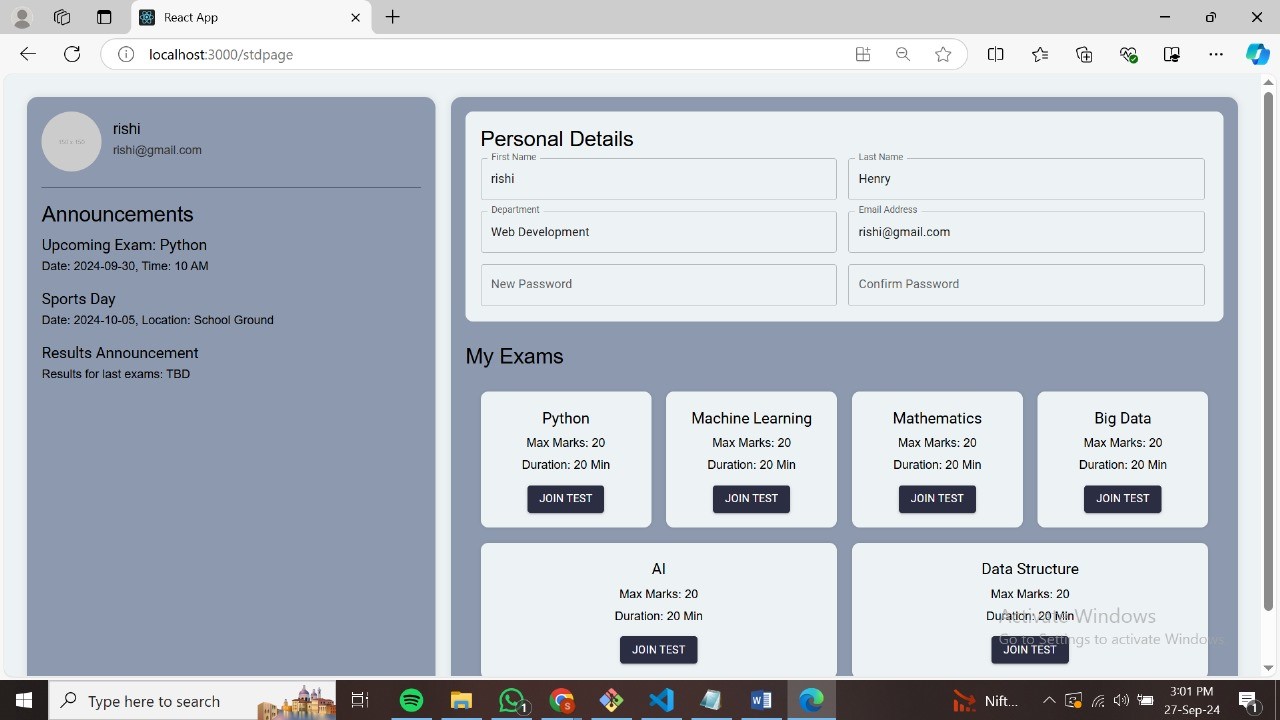 React App
localhost:3000/stdpage
rishi
rishi@gmail.com
Announcements
Upcoming Exam: Python
Date: 2024-09-30, Time: 10 AM
Sports Day
Date: 2024-10-05, Location: School Ground
Results Announcement
Results for last exams: TBD
Personal Details
First Name
rishi
Last Name
Henry
Department
Web Development
Email Address
rishi@gmail.com
New Password
Confirm Password
My Exams
Python
Max Marks: 20
Duration: 20 Min
JOIN TEST
Machine Learning
Max Marks: 20
Duration: 20 Min
JOIN TEST
Mathematics
Max Marks: 20
Duration: 20 Min
JOIN TEST
Big Data
Max Marks: 20
Duration: 20 Min
JOIN TEST
AI
Max Marks: 20
Duration: 20 Min
JOIN TEST
Data Structure
Max Marks: 20
Duration: 20 Min
JOIN TEST
Activate Windows
Go to Settings to activate Windows.
Type here to search
1
S
Nift...
3:01 PM
27-Sep-24
1